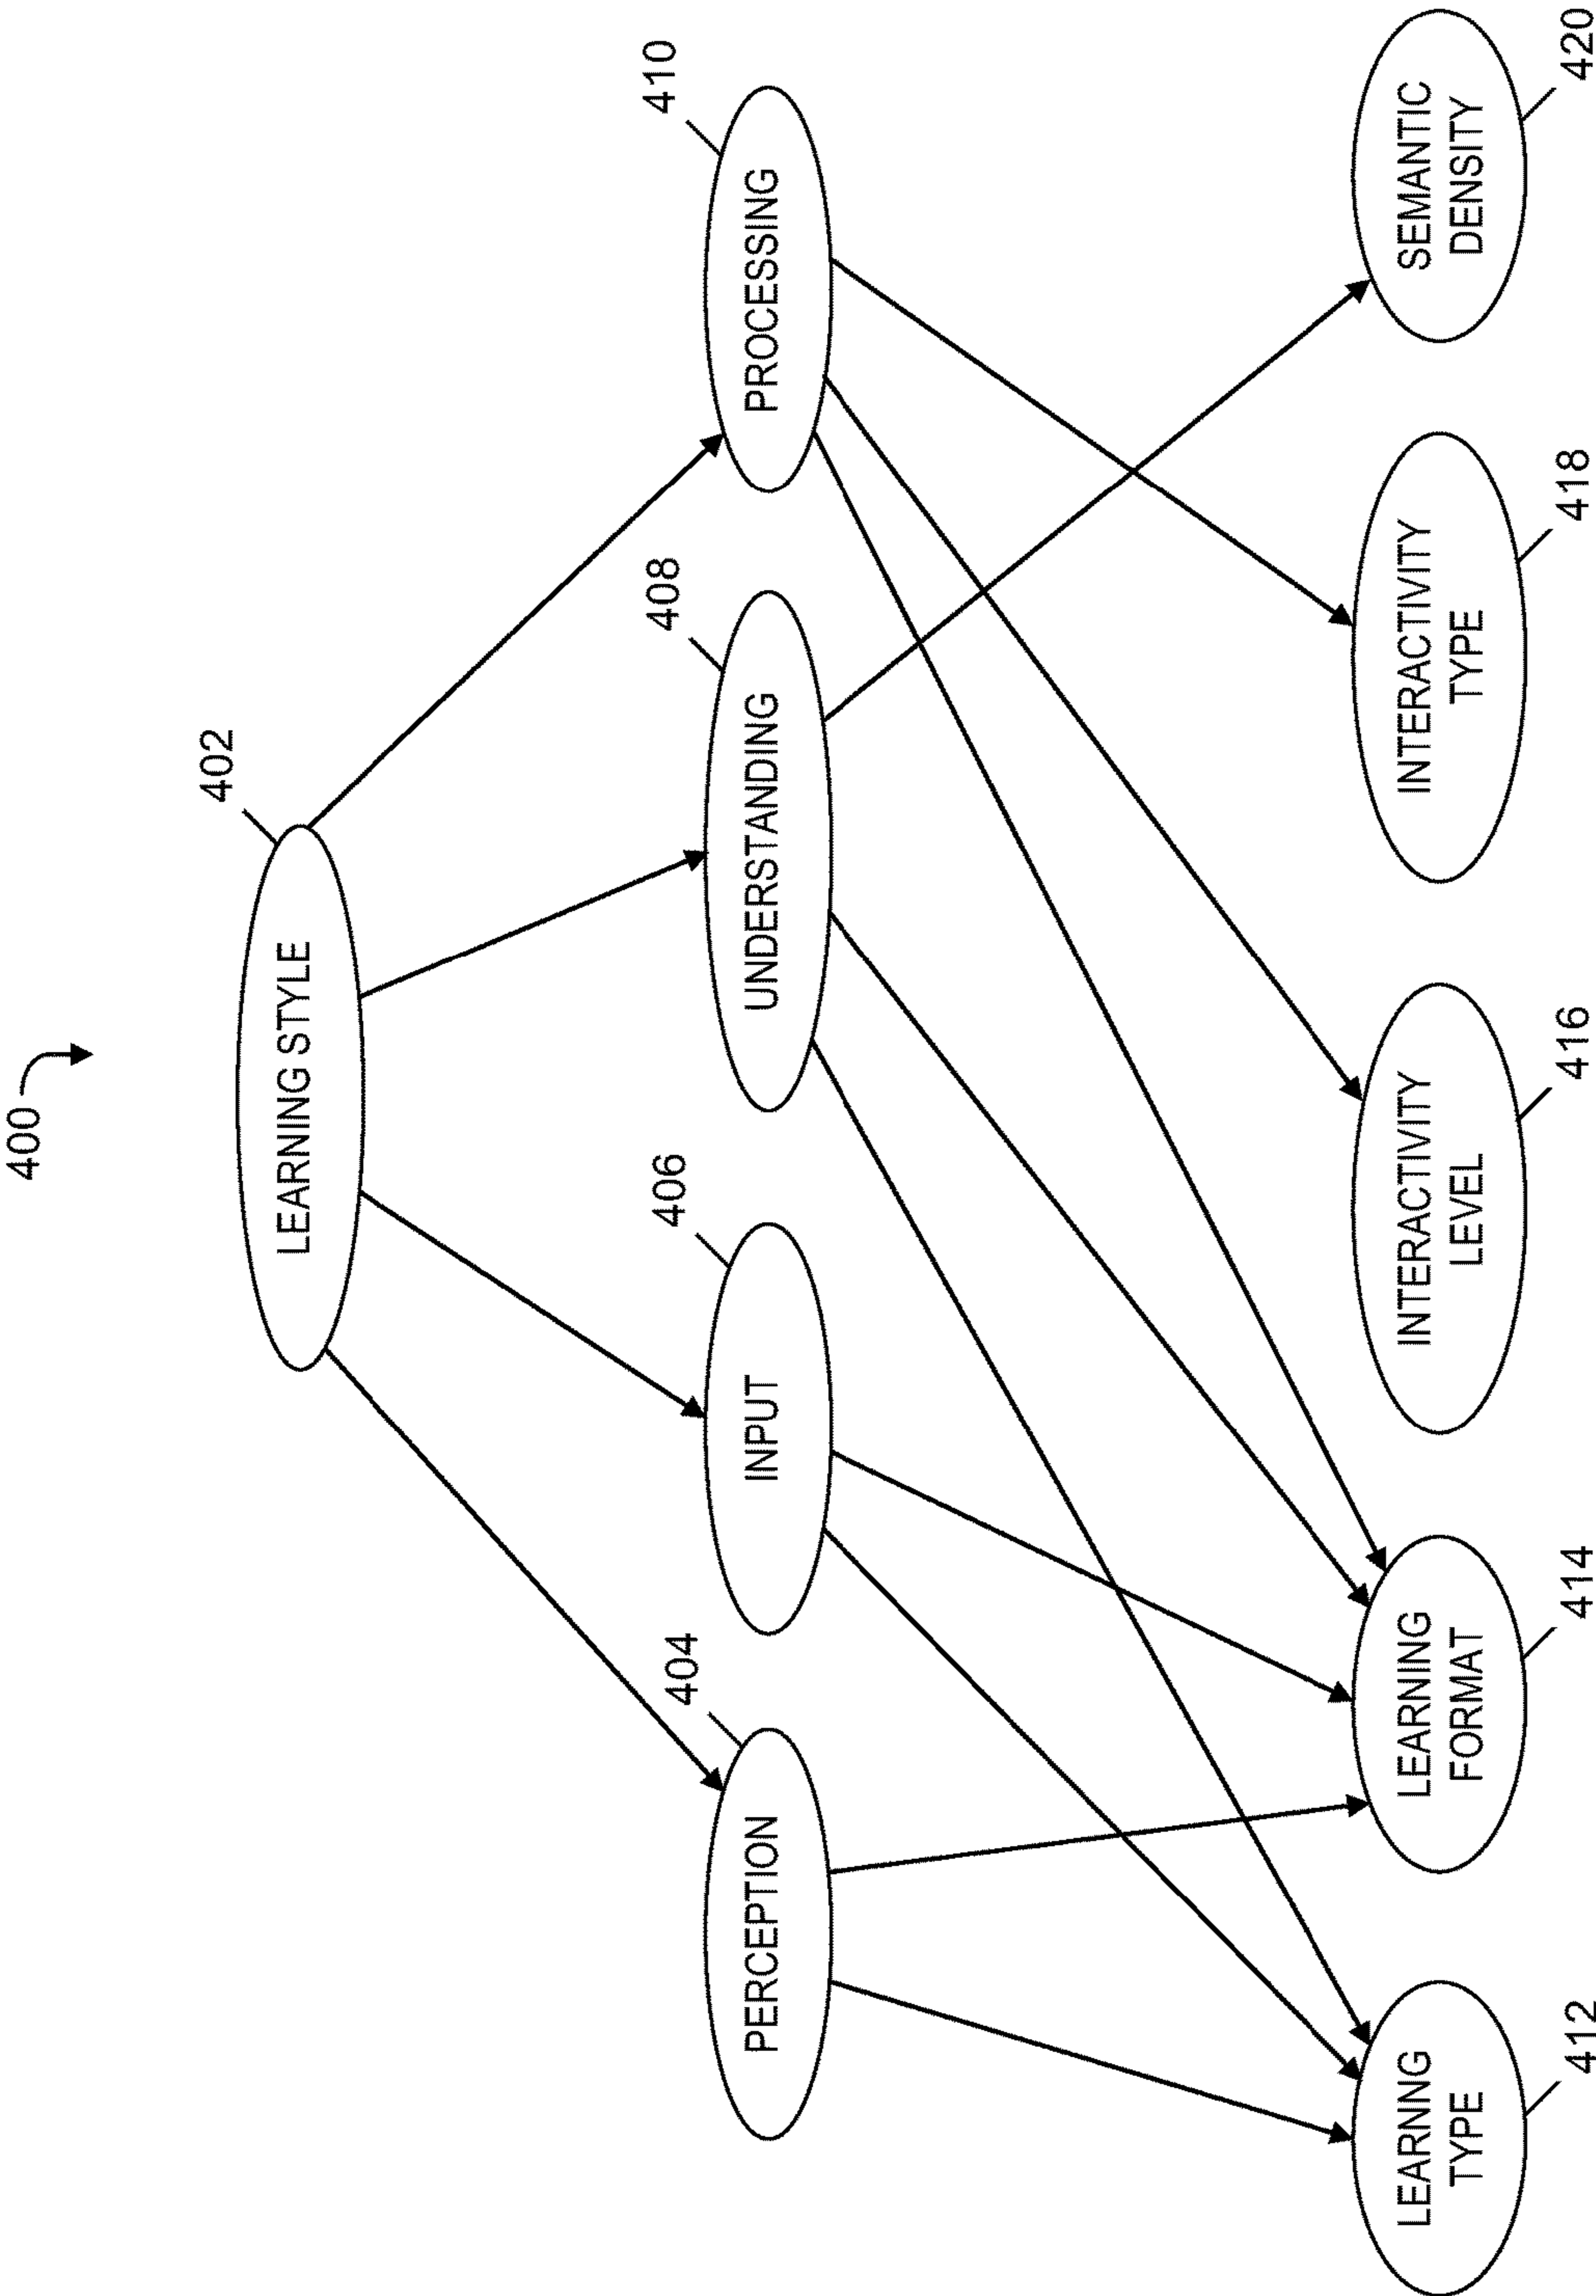 400
402
LEARNING STYLE
404
406
408
410
PERCEPTION
INPUT
UNDERSTANDING
PROCESSING
LEARNNG
TYPE
LEARNING
FORMAT
INTERACTIVITY
LEVEL
INTERACTIVITY
TYPE
SEMANTIC
DENSITY
412
414
416
418
420